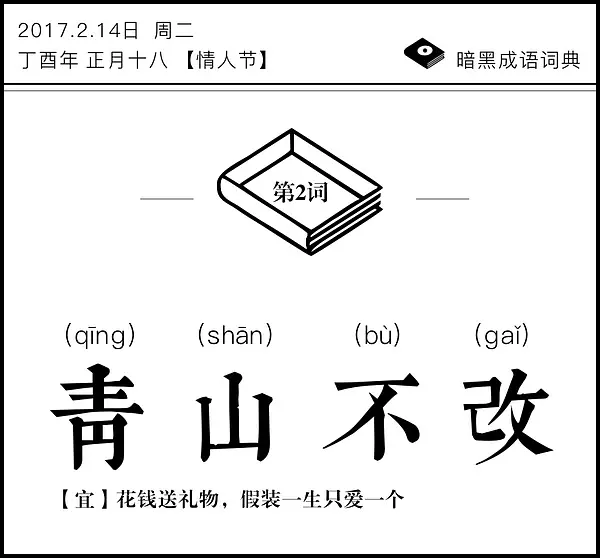 2017.2.14日 周二
丁酉年 正月十八 【情人节】
暗黑成语词典
第2词
(qīng) (shān) (bù) (gǎi)
青山不改
【宜】花钱送礼物，假装一生只爱一个